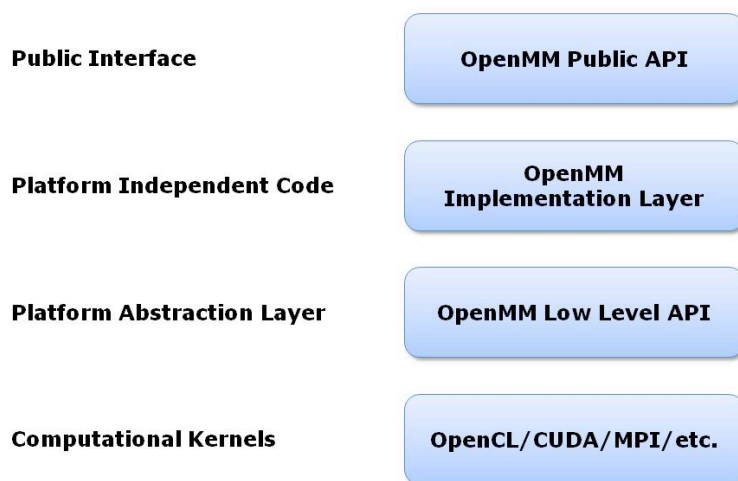 Public Interface
OpenMM Public API
Platform Independent Code
OpenMM
Implementation Layer
Platform Abstraction Layer
OpenMM Low Level API
Computational Kernels
OpenCL/CUDA/MPI/etc.